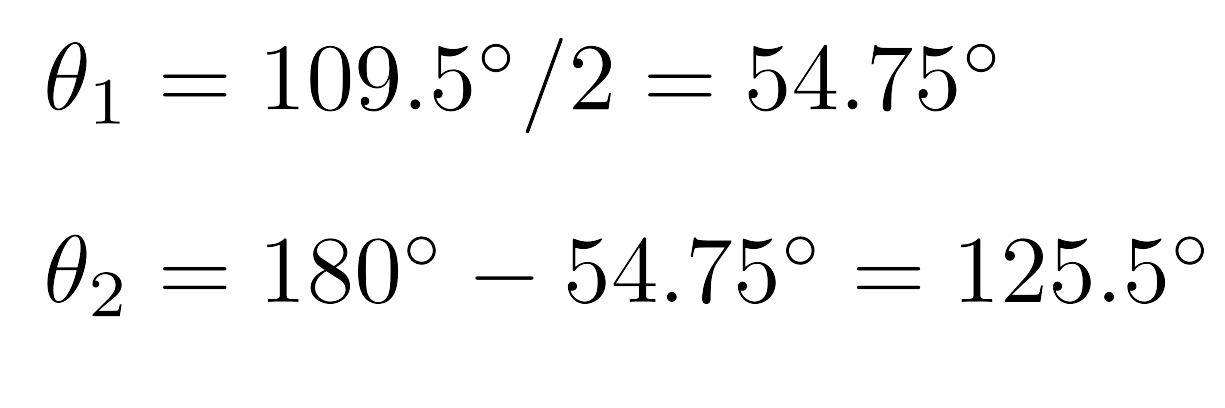 θ₁ = 109.5°/2 = 54.75°
θ₂ = 180° − 54.75° = 125.5°